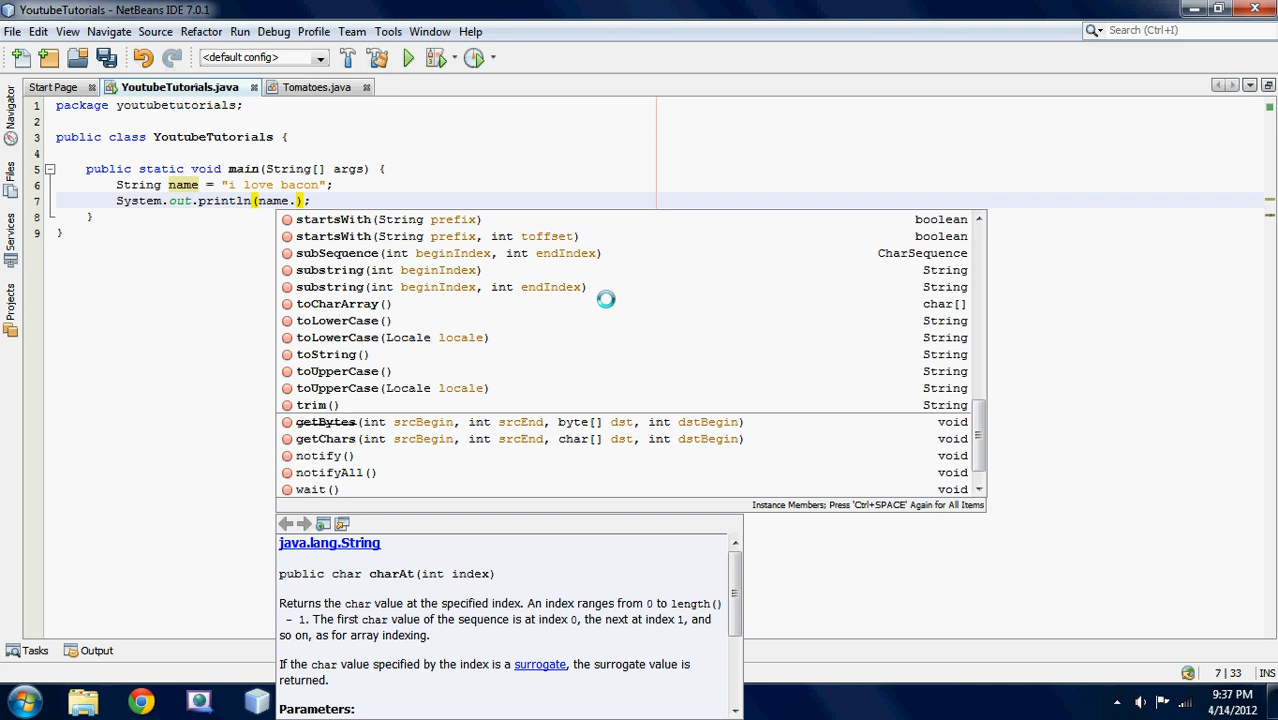 YoutubeTutorials - NetBeans IDE 7.0.1
File Edit View Navigate Source Refactor Run Debug Profile Team Tools Window Help
Search (Ctrl+I)
<default config>
Start Page YoutubeTutorials.java Tomatoes.java
Navigator
Files
Services
Projects
1 package youtubetutorials;
2
3 public class YoutubeTutorials {
4
5 public static void main(String[] args) {
6 String name = "i love bacon";
7 System.out.println(name.);
8 }
9 }
startsWith(String prefix) boolean
startsWith(String prefix, int toffset) boolean
subSequence(int beginIndex, int endIndex) CharSequence
substring(int beginIndex) String
substring(int beginIndex, int endIndex) String
toCharArray() char[]
toLowerCase() String
toLowerCase(Locale locale) String
toString() String
toUpperCase() String
toUpperCase(Locale locale) String
trim() String
getBytes(int srcBegin, int srcEnd, byte[] dst, int dstBegin) void
getChars(int srcBegin, int srcEnd, char[] dst, int dstBegin) void
notify() void
notifyAll() void
wait() void
Instance Members; Press 'Ctrl+SPACE' Again for All Items
java.lang.String
public char charAt(int index)
Returns the char value at the specified index. An index ranges from 0 to length()
- 1. The first char value of the sequence is at index 0, the next at index 1, and
so on, as for array indexing.
If the char value specified by the index is a surrogate, the surrogate value is
returned.
Parameters:
Tasks Output
7 | 33 INS
9:37 PM
4/14/2012